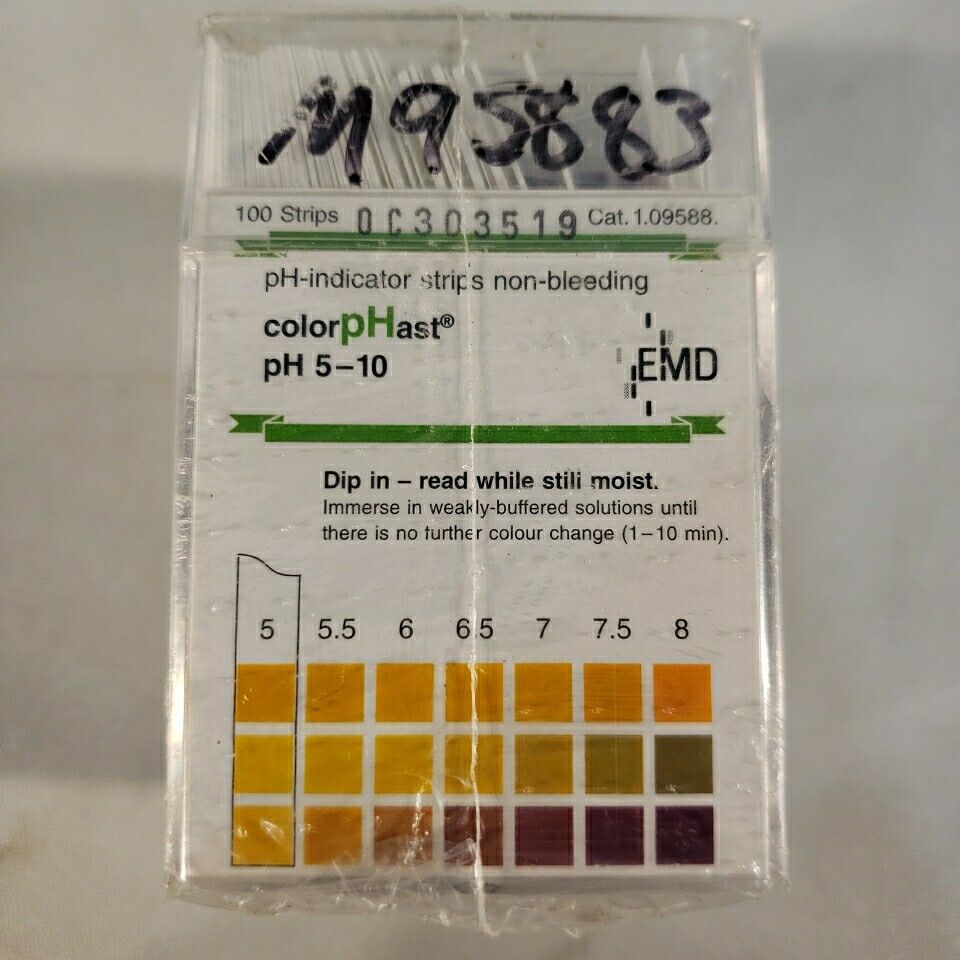 M95883
100 Strips OC303519 Cat.1.09588.
pH-indicator strips non-bleeding
colorpHast®
pH 5–10
EMD
Dip in – read while still moist.
Immerse in weakly-buffered solutions until
there is no further colour change (1–10 min).
5 5.5 6 6.5 7 7.5 8